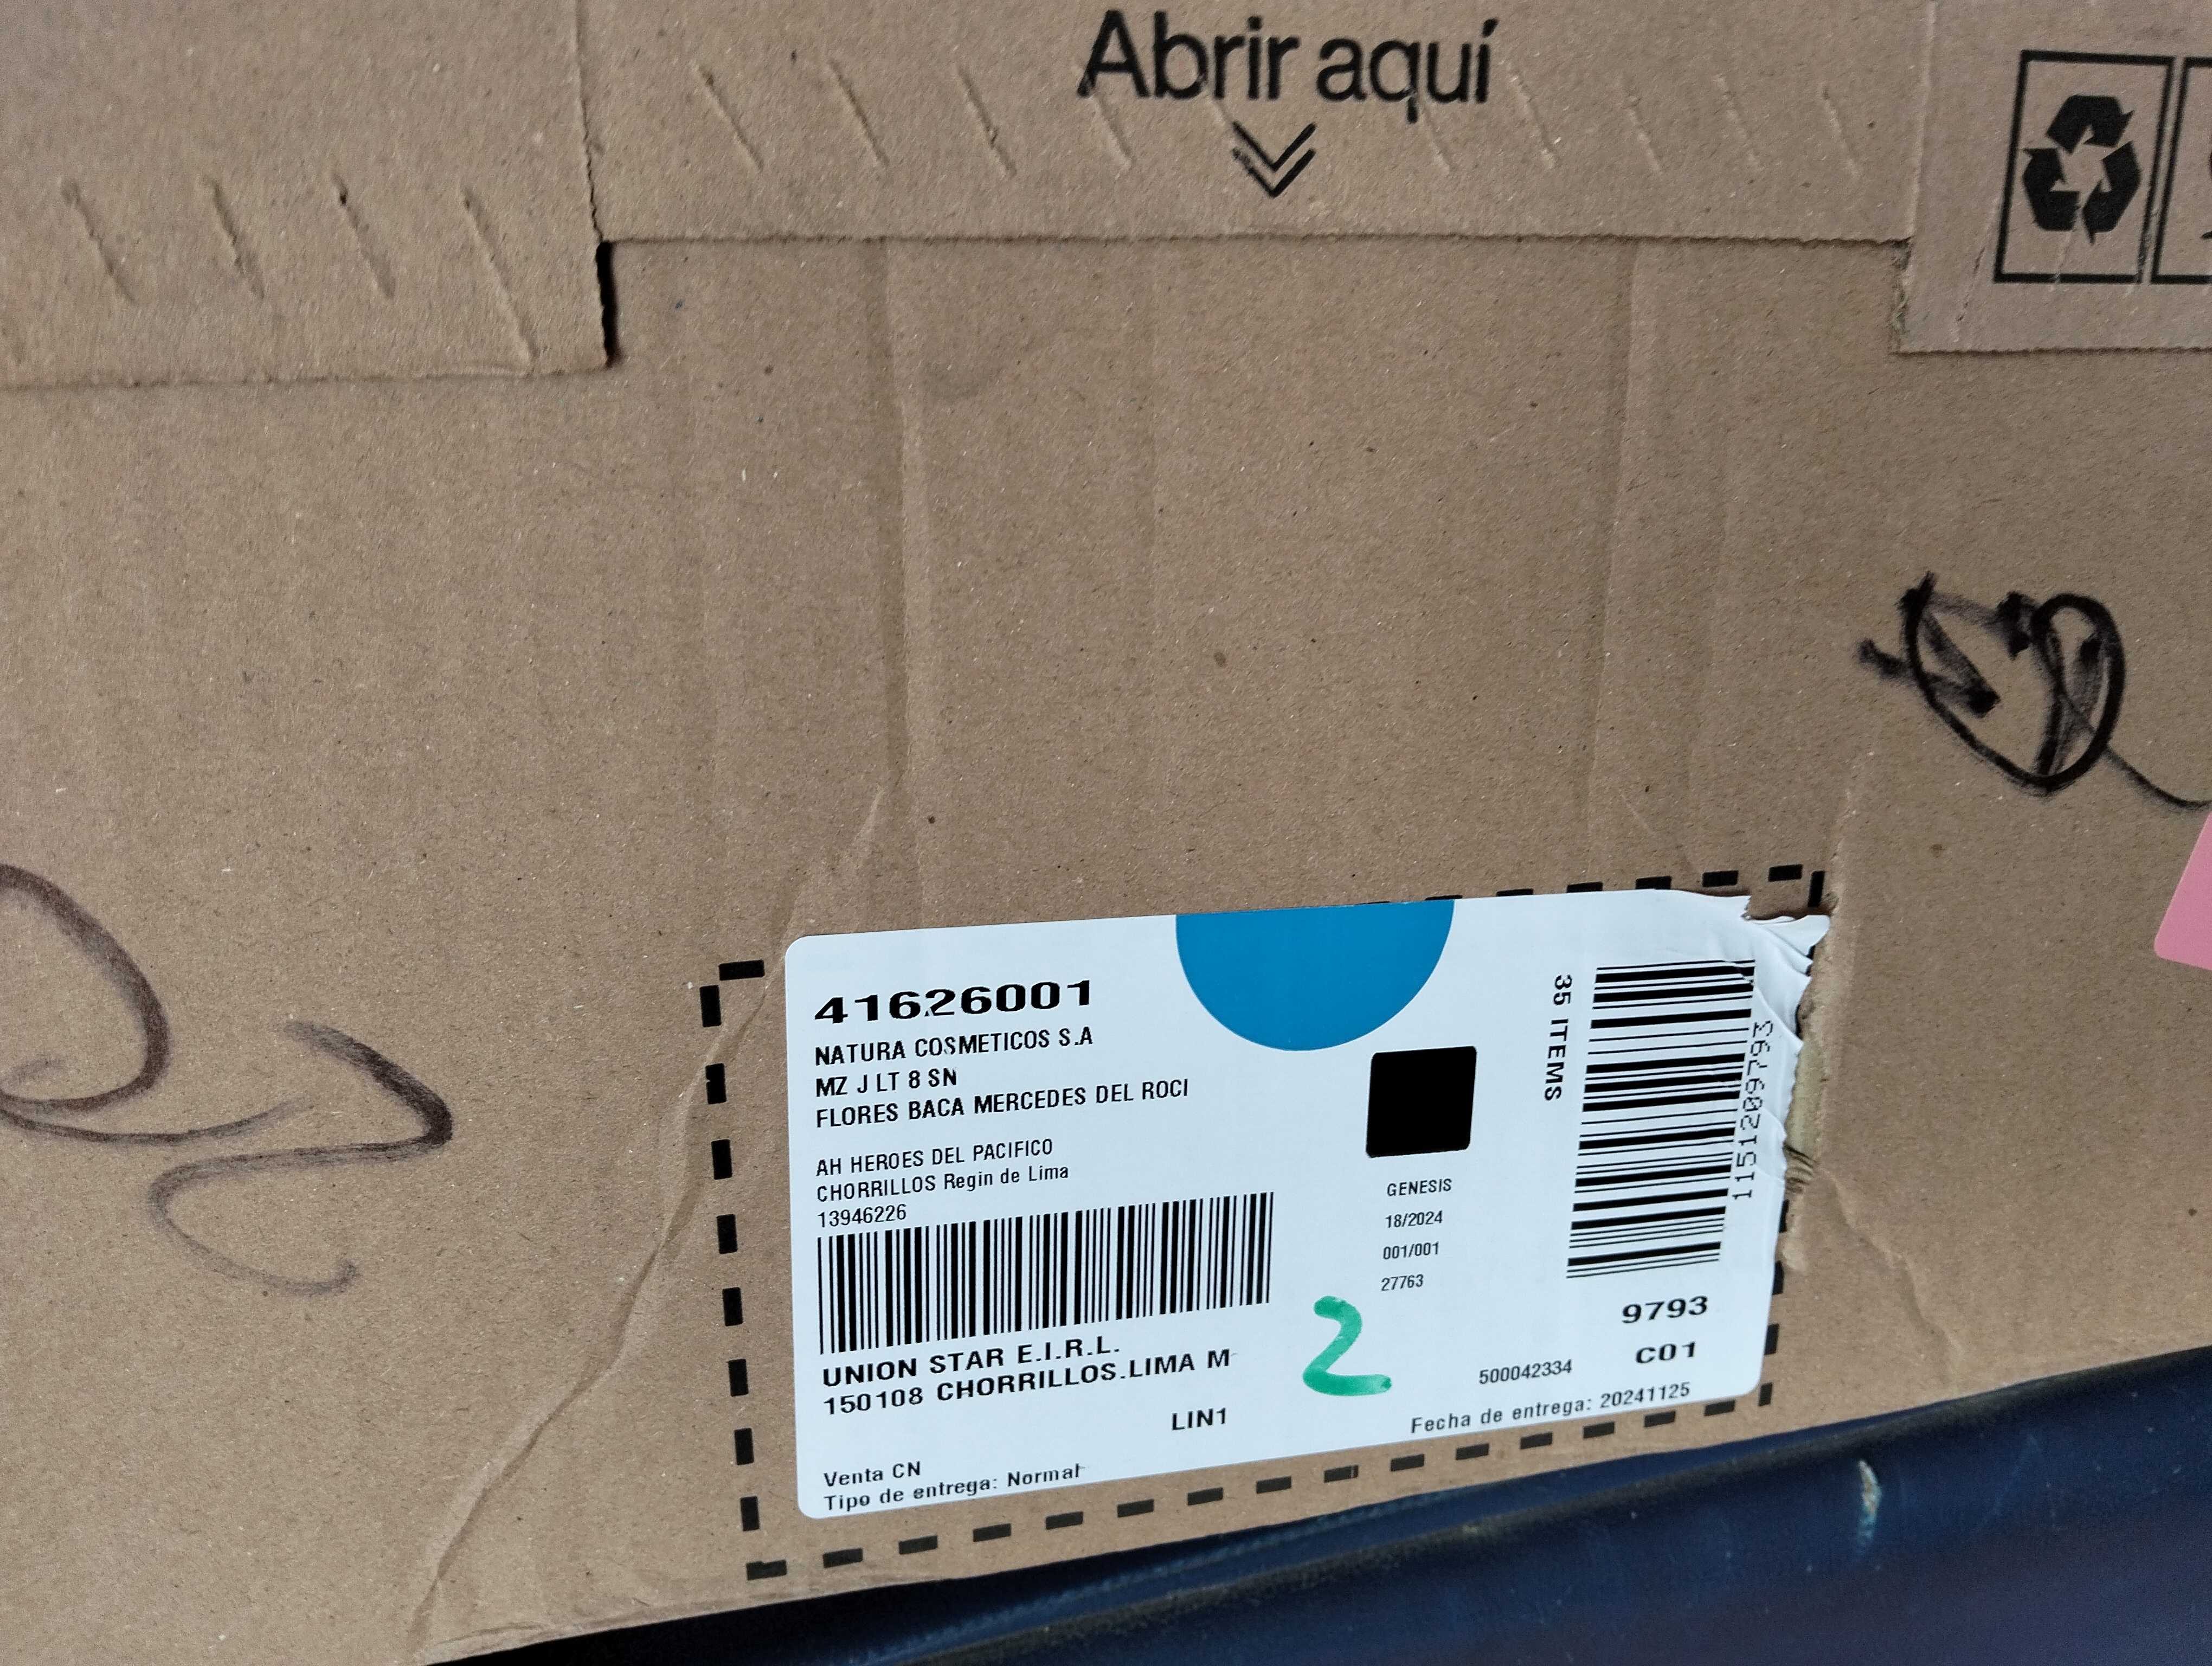 Abrir aquí
41626001
NATURA COSMETICOS S.A
MZ J LT 8 SN
FLORES BACA MERCEDES DEL ROCI
AH HEROES DEL PACIFICO
CHORRILLOS Regin de Lima
13946226
UNION STAR E.I.R.L.
150108 CHORRILLOS.LIMA M
LIN1
Venta CN
Tipo de entrega: Normal
GENESIS
18/2024
001/001
27763
2
35 ITEMS
115151209793
9793
C01
500042334
Fecha de entrega: 20241125